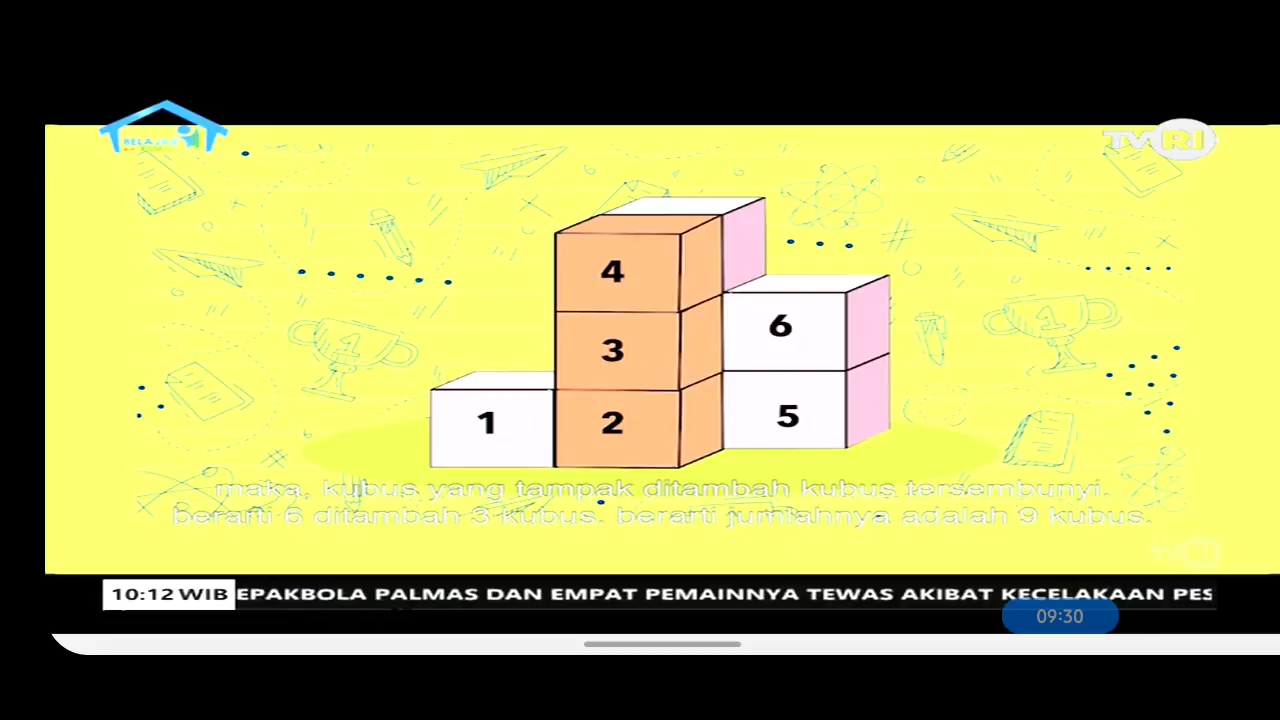 BELAJAR
TVRI
4
3
6
1
2
5
maka, kubus yang tampak ditambah kubus tersembunyi.
berarti 6 ditambah 3 kubus. berarti jumlahnya adalah 9 kubus.
10:12 WIB EPAKBOLA PALMAS DAN EMPAT PEMAINNYA TEWAS AKIBAT KECELAKAAN PES
09:30